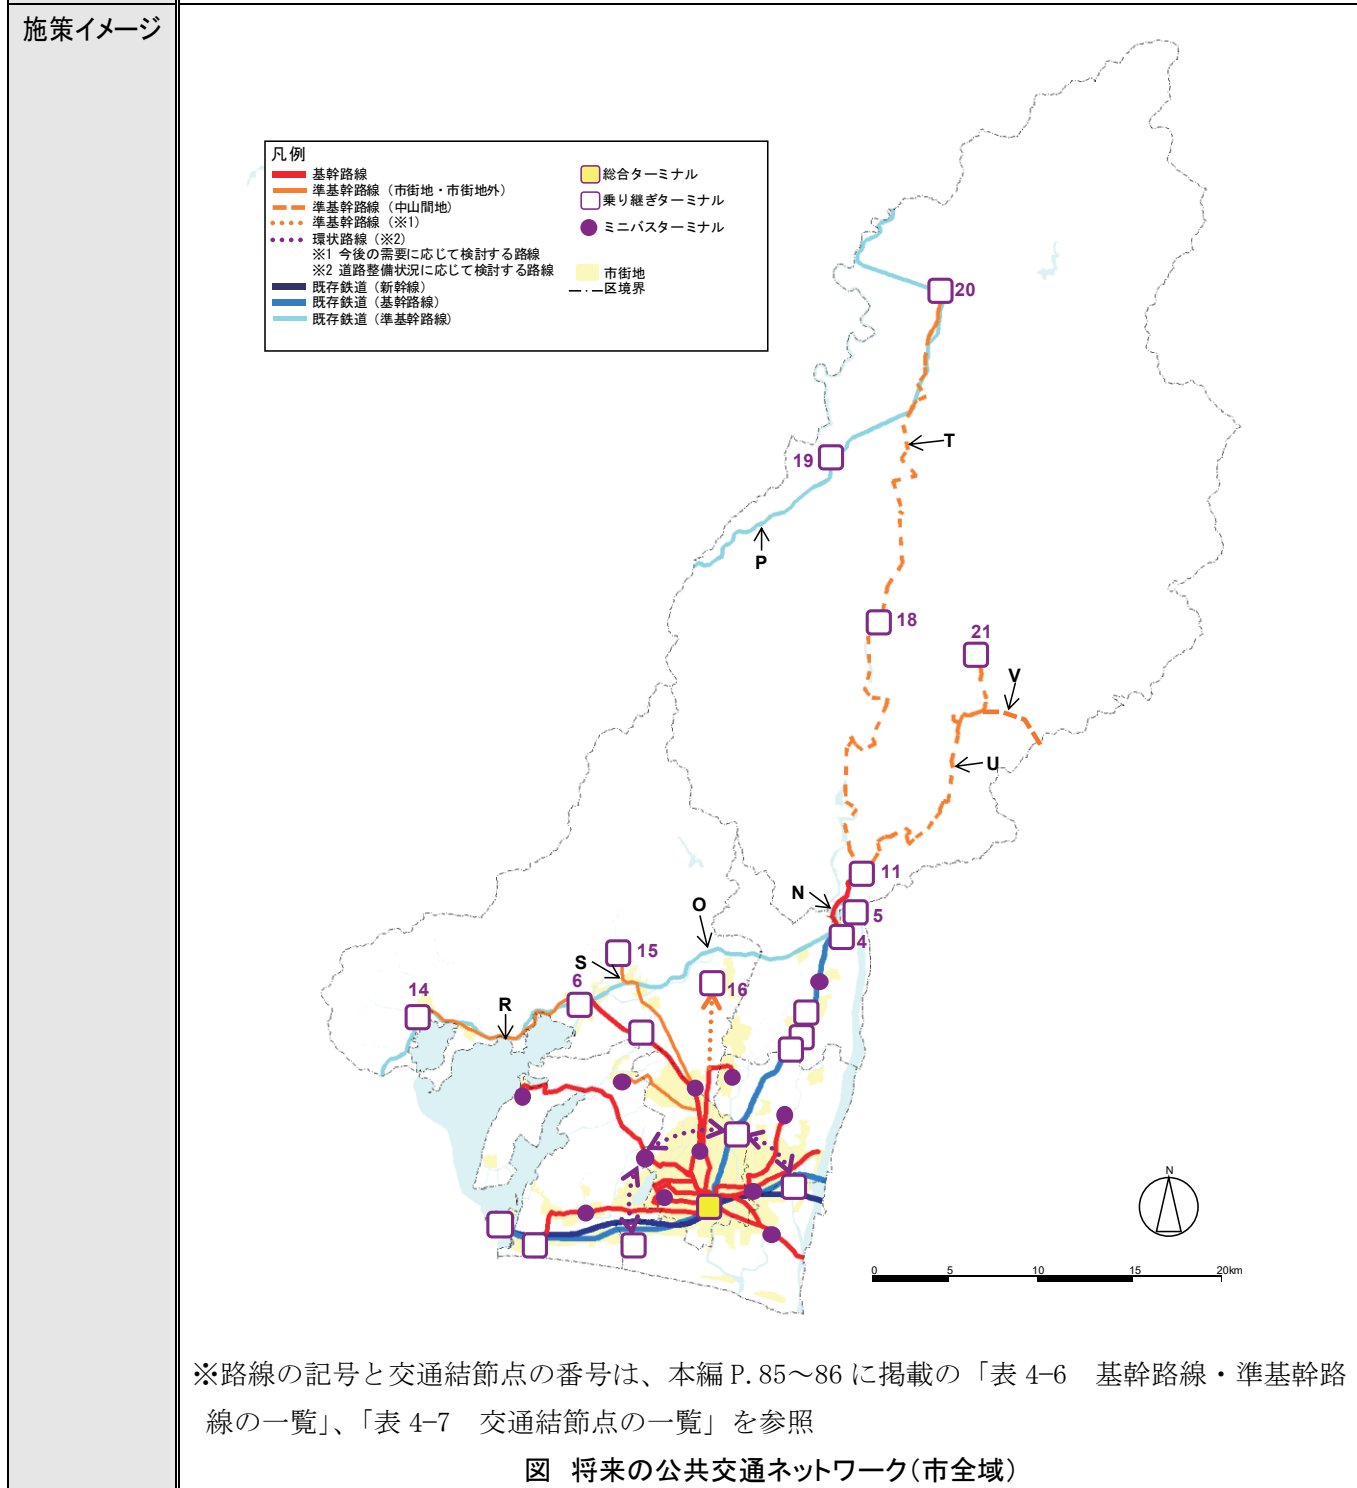 施策イメージ
凡例
基幹路線
準基幹路線（市街地・市街地外）
準基幹路線（中山間地）
準基幹路線（※1）
環状路線（※2）
※1 今後の需要に応じて検討する路線
※2 道路整備状況に応じて検討する路線
既存鉄道（新幹線）
既存鉄道（基幹路線）
既存鉄道（準基幹路線）
総合ターミナル
乗り継ぎターミナル
ミニバスターミナル
市街地
区境界
20
T
19
P
18
21
V
U
11
N
5
4
O
15
S
6
16
14
R
N
0 5 10 15 20km
※路線の記号と交通結節点の番号は、本編 P.85～86 に掲載の「表 4-6　基幹路線・準基幹路
線の一覧」、「表 4-7　交通結節点の一覧」を参照
図　将来の公共交通ネットワーク（市全域）